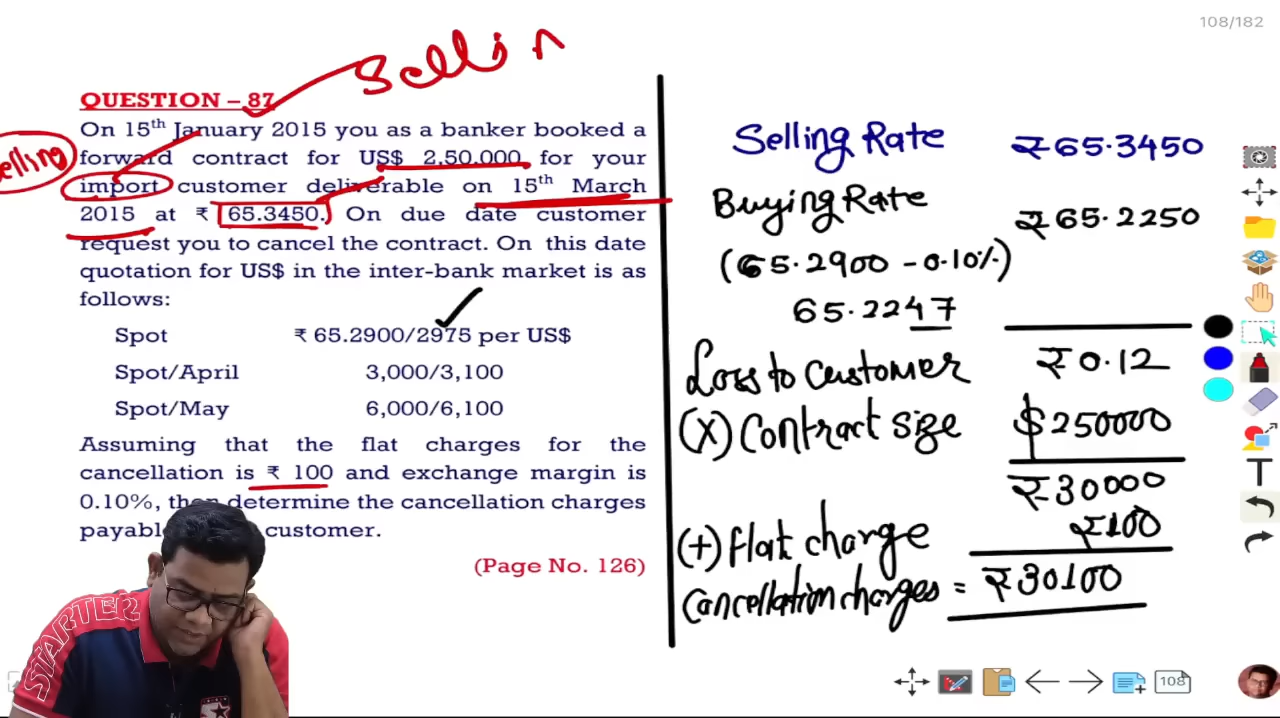 108/182
Sellin
QUESTION – 87
On 15th January 2015 you as a banker booked a
forward contract for US$ 2,50,000 for your
import customer deliverable on 15th March
2015 at ₹ 65.3450. On due date customer
request you to cancel the contract. On this date
quotation for US$ in the inter-bank market is as
follows:
Spot ₹ 65.2900/2975 per US$
Spot/April 3,000/3,100
Spot/May 6,000/6,100
Assuming that the flat charges for the
cancellation is ₹ 100 and exchange margin is
0.10%, then determine the cancellation charges
payable customer.
(Page No. 126)
elling
Selling Rate ₹65.3450
Buying Rate ₹65.2250
(65.2900 - 0.10%)
65.2247
Loss to Customer ₹0.12
(X) Contract size $250000
₹30000
(+) flat charge ₹100
Cancellation charges = ₹30100
STARTER
T
108